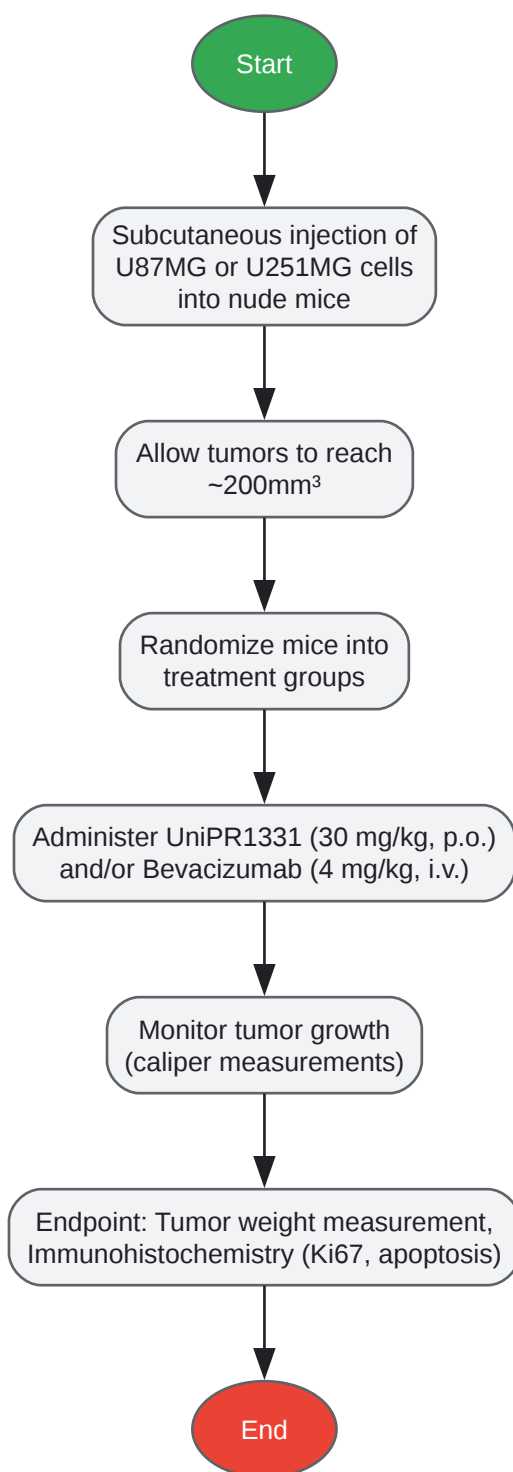 Start
Subcutaneous injection of
U87MG or U251MG cells
into nude mice
Allow tumors to reach
~200mm³
Randomize mice into
treatment groups
Administer UniPR1331 (30 mg/kg, p.o.)
and/or Bevacizumab (4 mg/kg, i.v.)
Monitor tumor growth
(caliper measurements)
Endpoint: Tumor weight measurement,
Immunohistochemistry (Ki67, apoptosis)
End